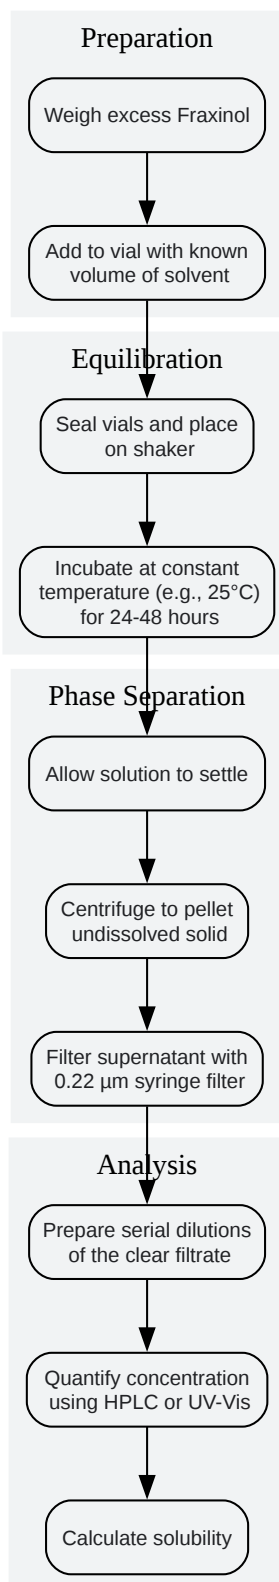 Preparation
Weigh excess Fraxinol
Add to vial with known
volume of solvent
Equilibration
Seal vials and place
on shaker
Incubate at constant
temperature (e.g., 25°C)
for 24-48 hours
Phase Separation
Allow solution to settle
Centrifuge to pellet
undissolved solid
Filter supernatant with
0.22 µm syringe filter
Analysis
Prepare serial dilutions
of the clear filtrate
Quantify concentration
using HPLC or UV-Vis
Calculate solubility